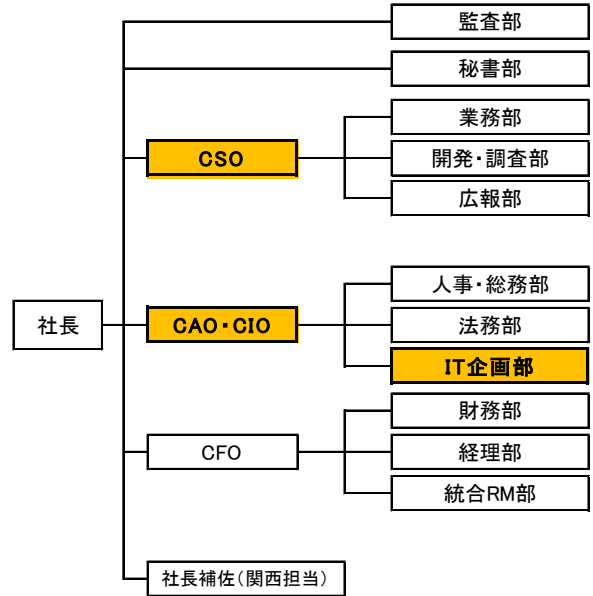 監査部
秘書部
CSO
業務部
開発・調査部
広報部
社長
CAO・CIO
人事・総務部
法務部
IT企画部
CFO
財務部
経理部
統合RM部
社長補佐(関西担当)